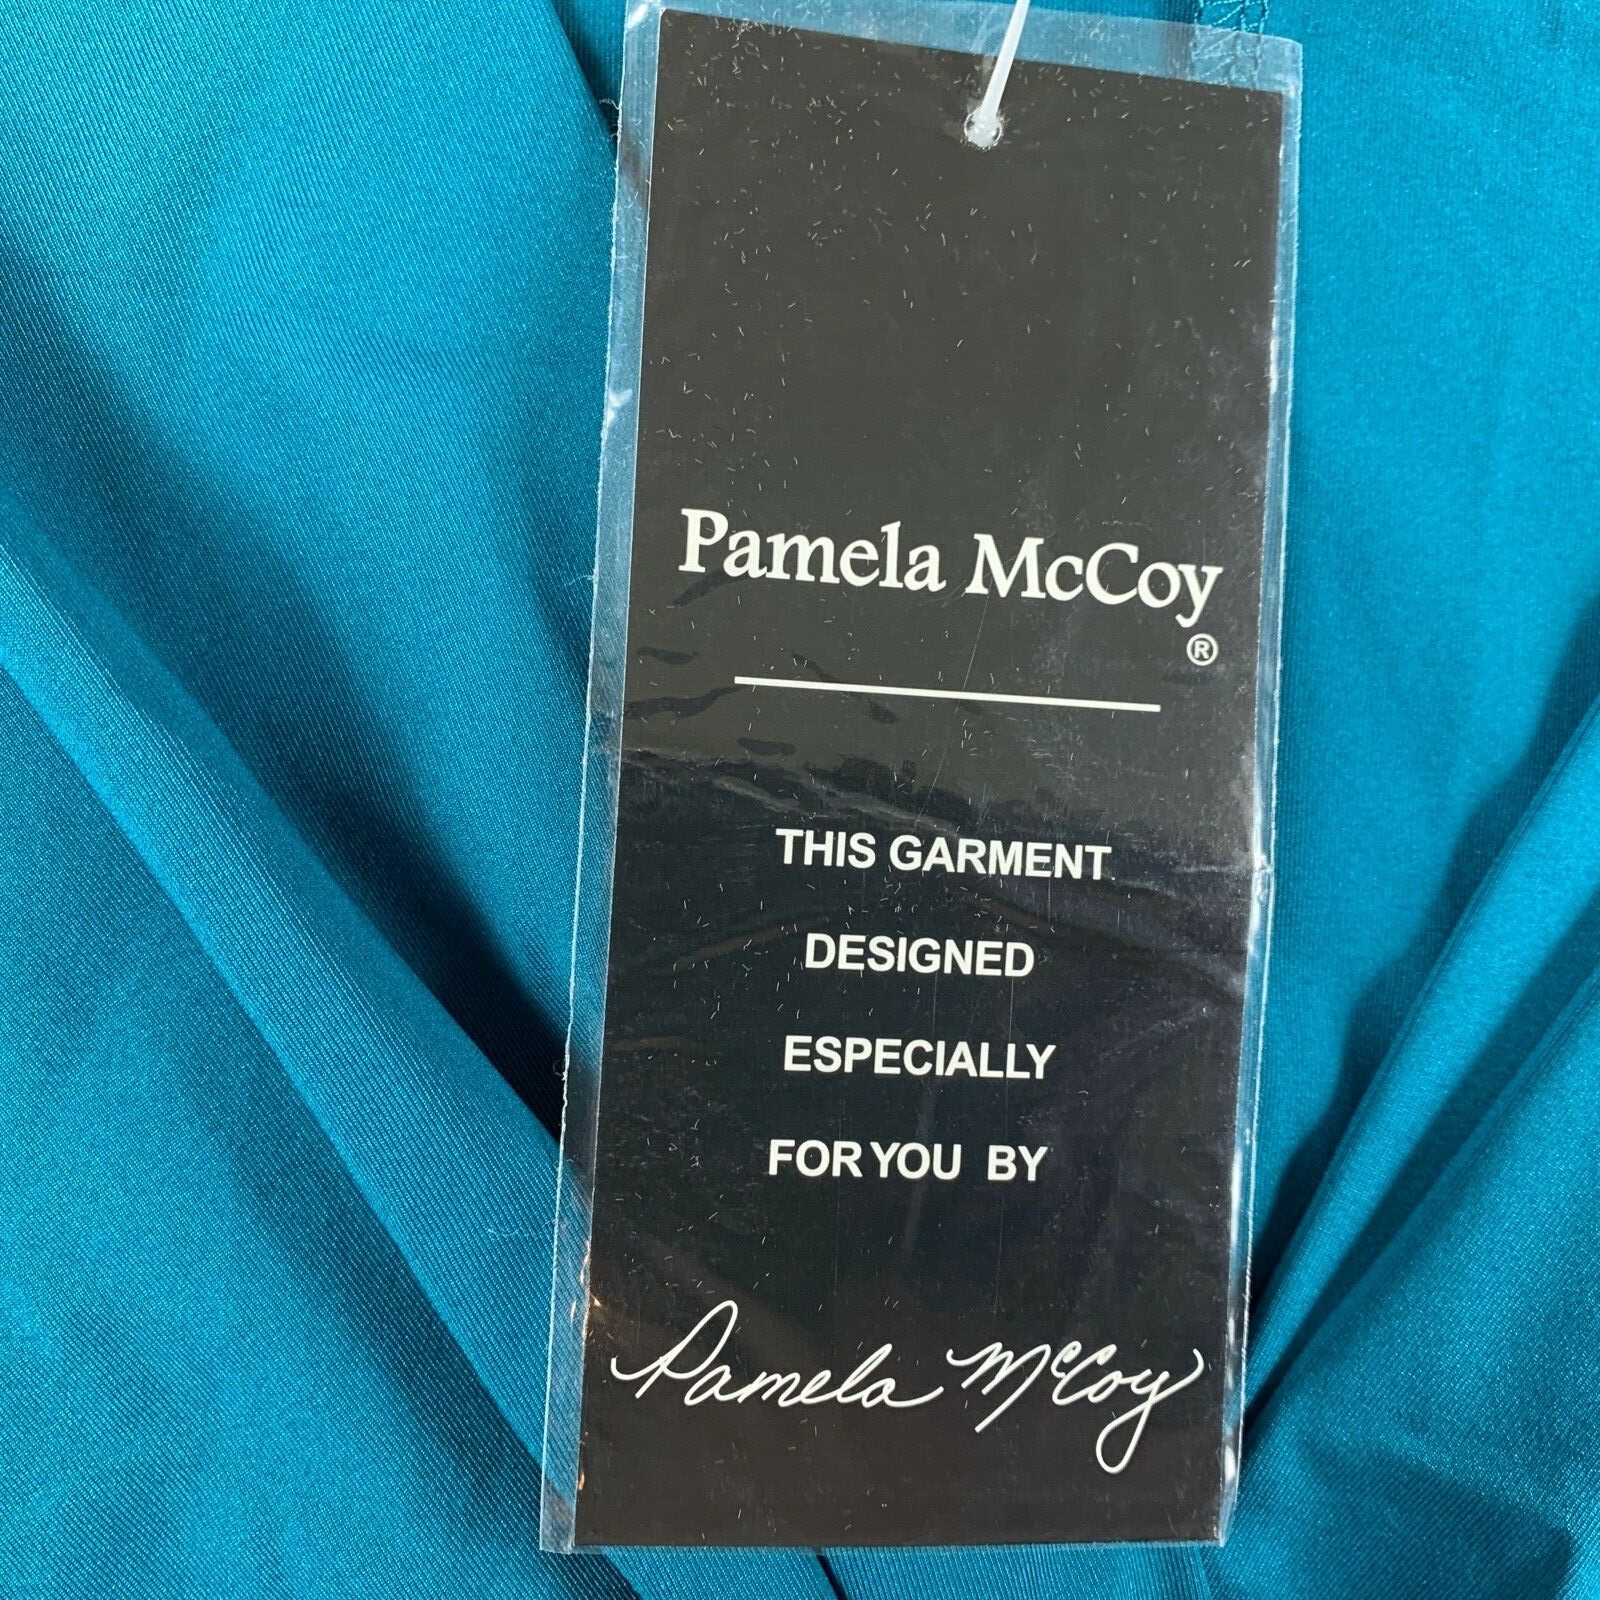 Pamela McCoy
®
THIS GARMENT
DESIGNED
ESPECIALLY
FOR YOU BY
Pamela McCoy